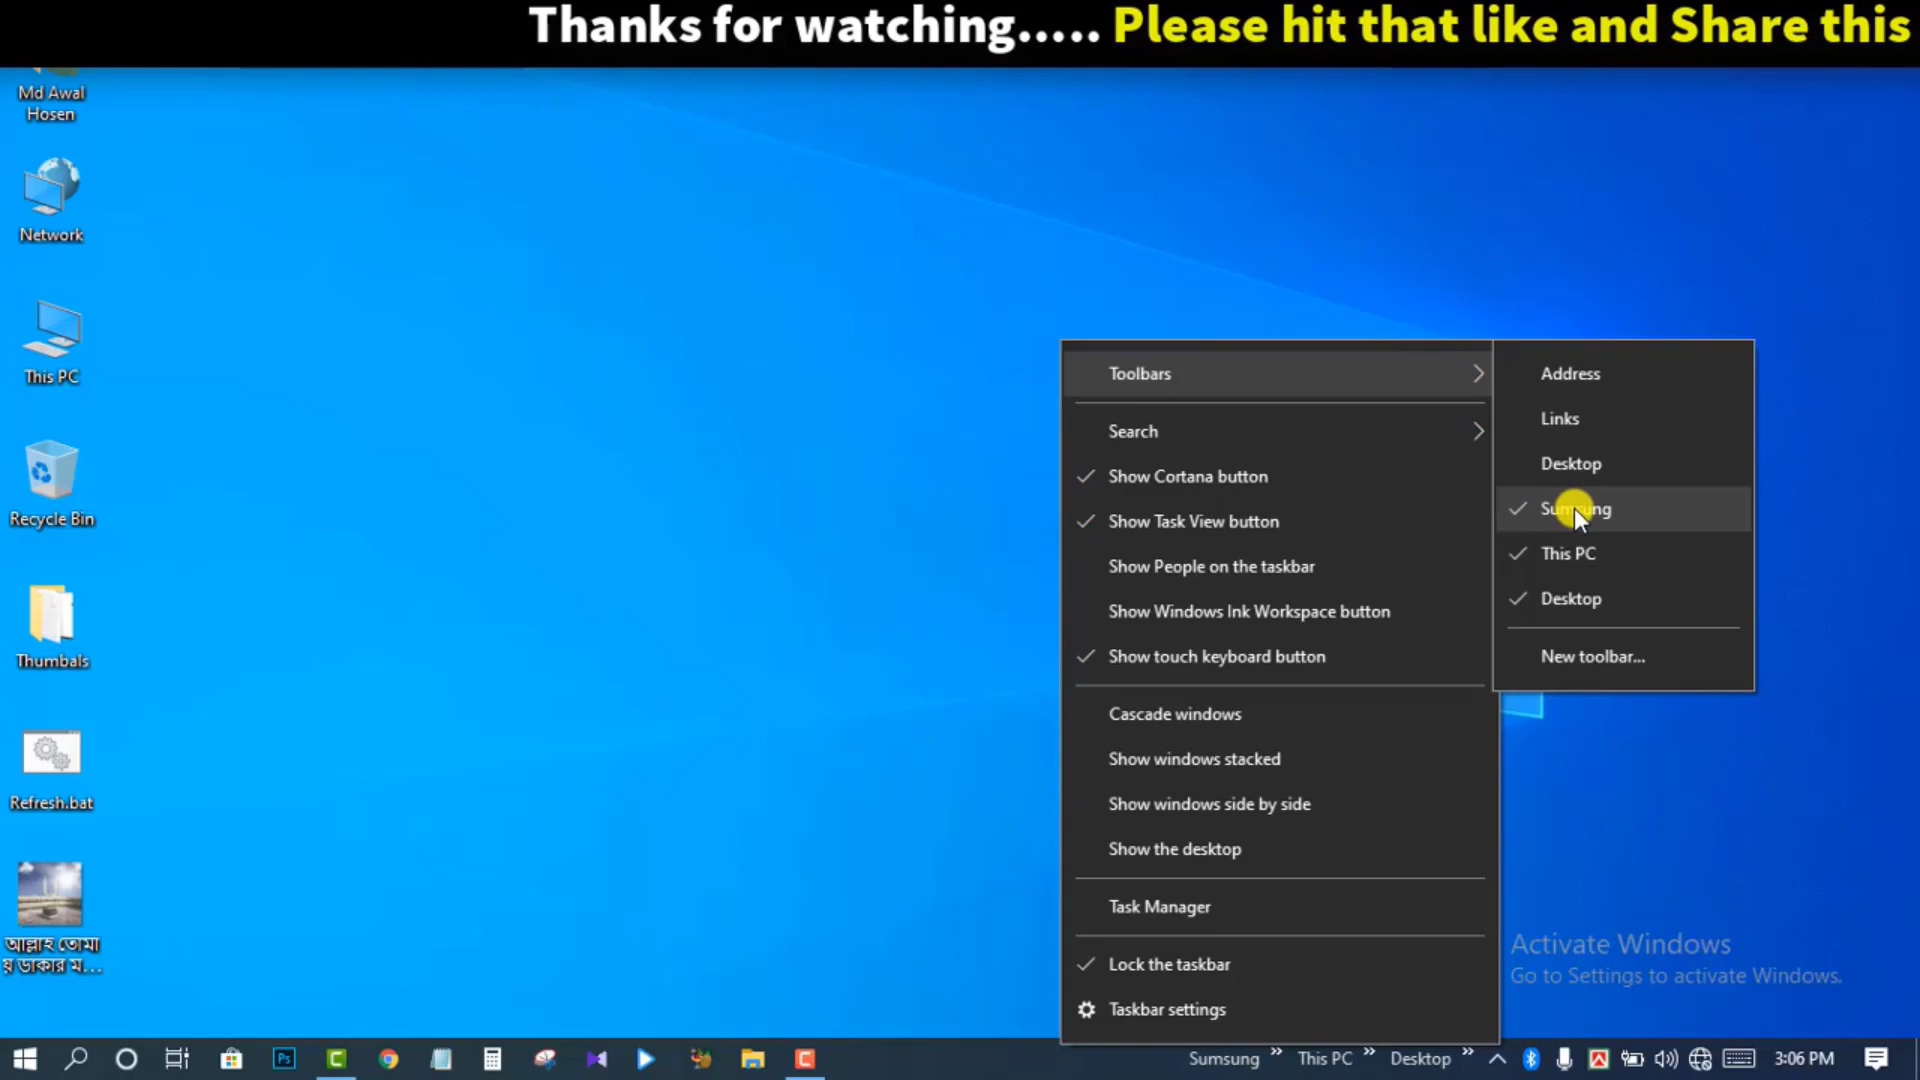 Thanks for watching..... Please hit that like and Share this
Md Awal
Hosen
Network
This PC
Recycle Bin
Thumbals
Refresh.bat
আল্লাহ তোমা
য় ডাকার ম...
Toolbars
Search
Show Cortana button
Show Task View button
Show People on the taskbar
Show Windows Ink Workspace button
Show touch keyboard button
Cascade windows
Show windows stacked
Show windows side by side
Show the desktop
Task Manager
Lock the taskbar
Taskbar settings
Address
Links
Desktop
Sumsung
This PC
Desktop
New toolbar...
Activate Windows
Go to Settings to activate Windows.
Ps
Sumsung » This PC » Desktop » 3:06 PM